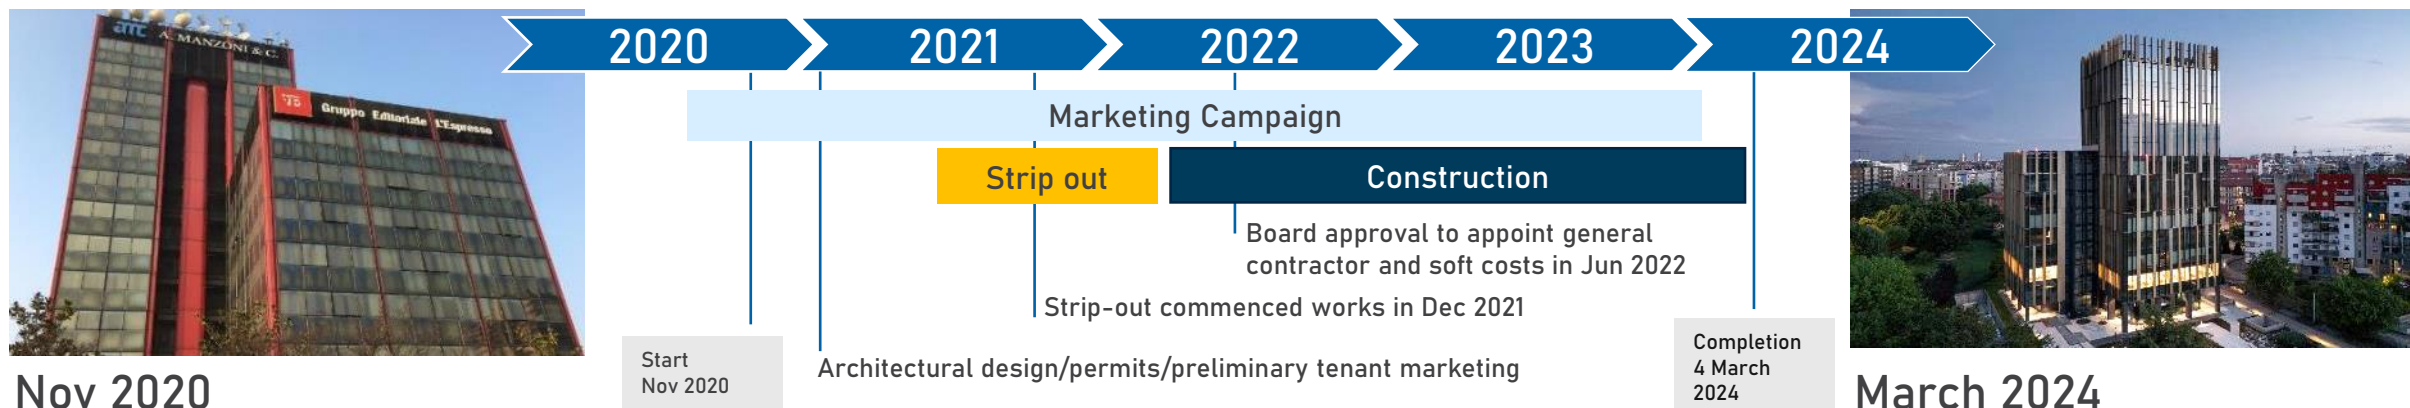 amc
A. MANZONI & C.
Gruppo Editoriale L'Espresso
2020
2021
2022
2023
2024
Marketing Campaign
Strip out
Construction
Board approval to appoint general
contractor and soft costs in Jun 2022
Strip-out commenced works in Dec 2021
Architectural design/permits/preliminary tenant marketing
Start
Nov 2020
Completion
4 March
2024
Nov 2020
March 2024